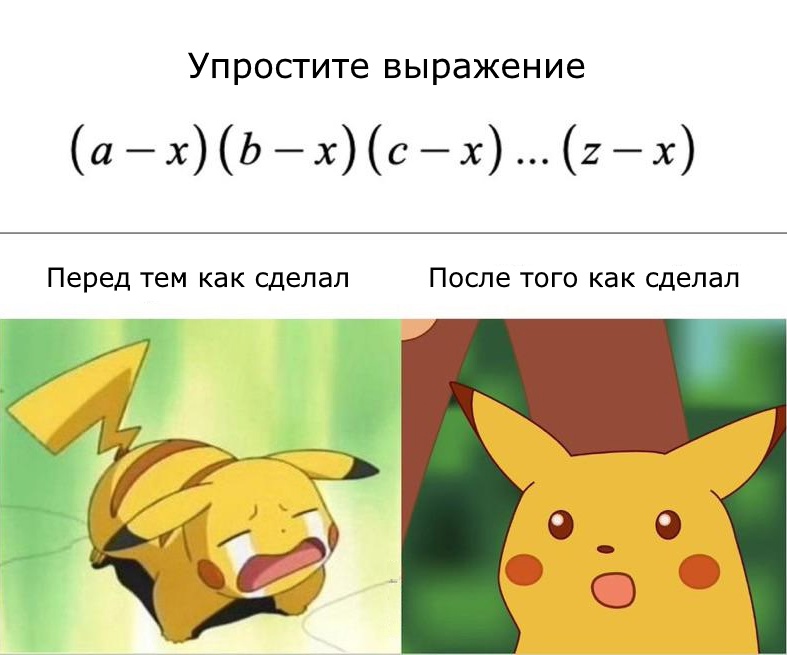 Упростите выражение
(a − x)(b − x)(c − x) ... (z − x)
Перед тем как сделал
После того как сделал